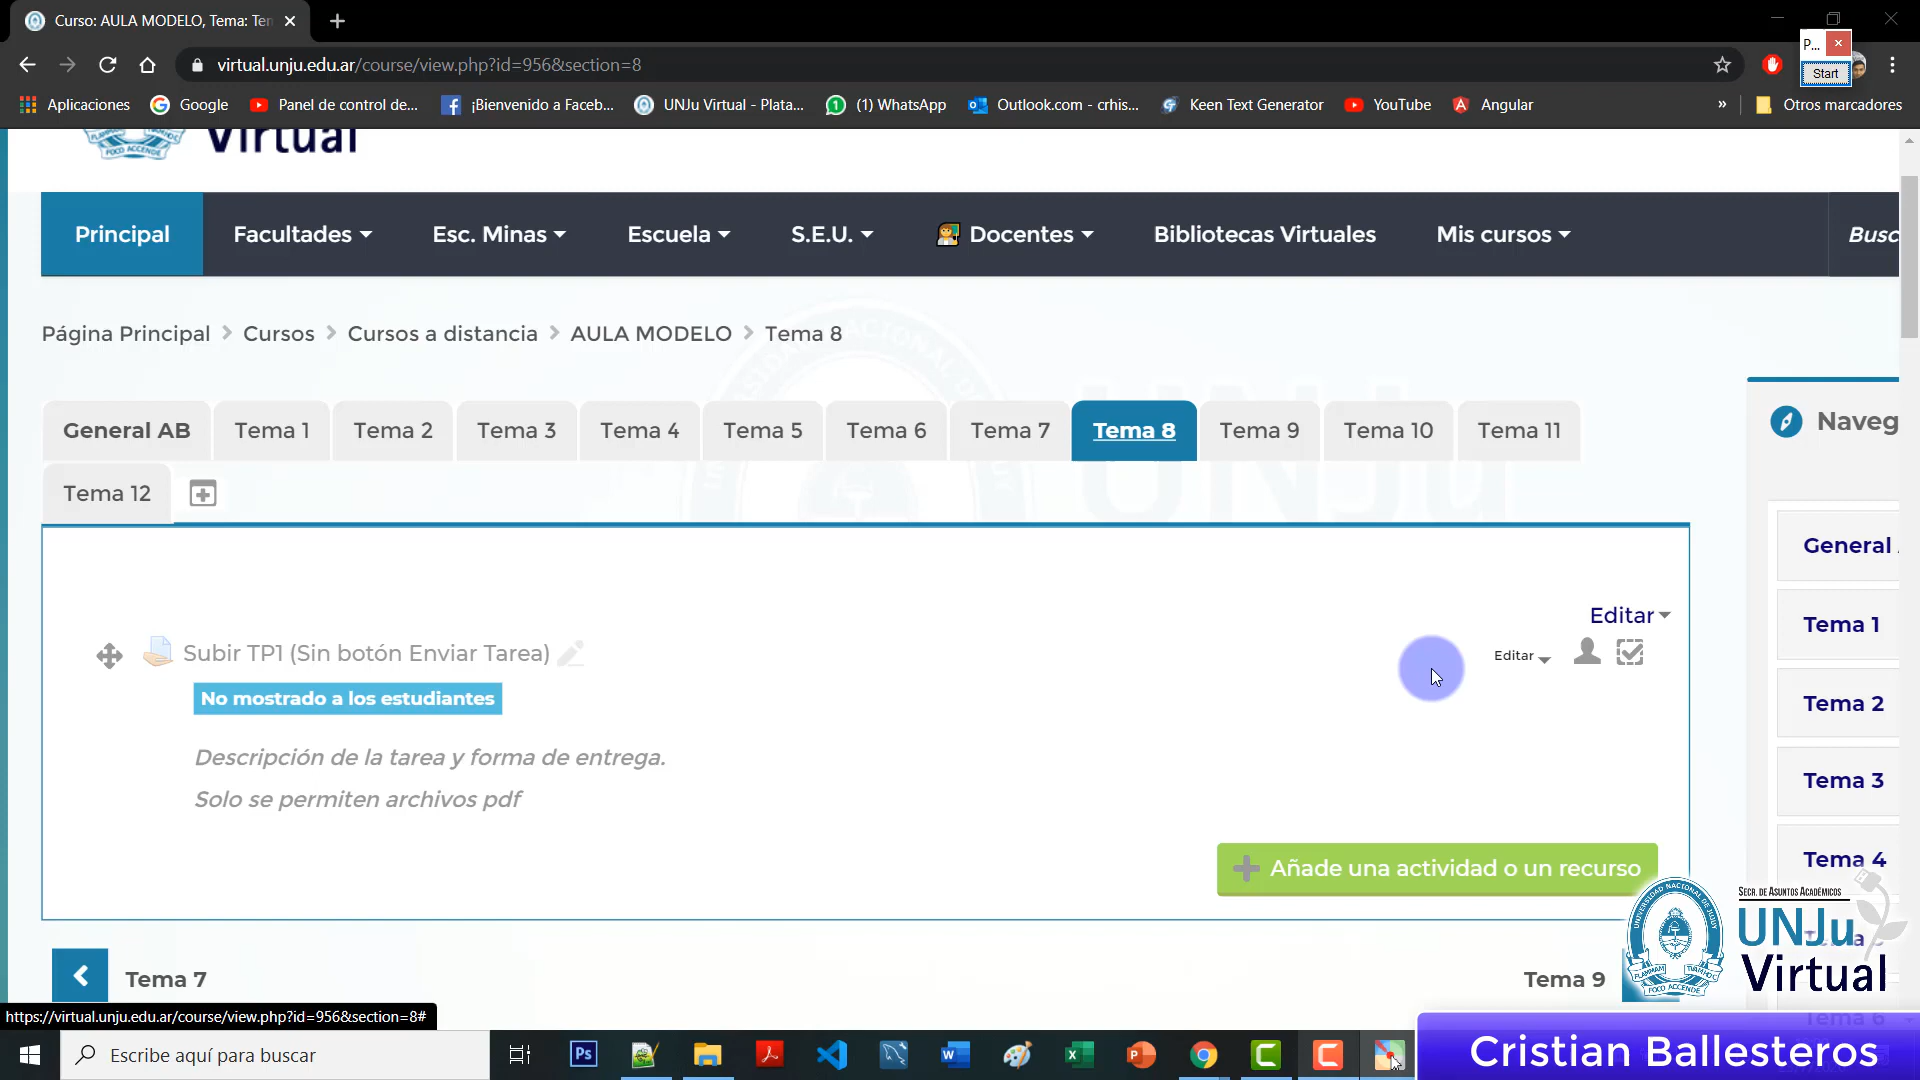 Curso: AULA MODELO, Tema: Ten
P...
Start
virtual.unju.edu.ar/course/view.php?id=956&section=8
Aplicaciones Google Panel de control de... ¡Bienvenido a Faceb... UNJu Virtual - Plata... (1) WhatsApp Outlook.com - crhis... Keen Text Generator YouTube Angular » Otros marcadores
Virtual
Principal Facultades Esc. Minas Escuela S.E.U. Docentes Bibliotecas Virtuales Mis cursos Busc
Página Principal Cursos Cursos a distancia AULA MODELO Tema 8
General AB Tema 1 Tema 2 Tema 3 Tema 4 Tema 5 Tema 6 Tema 7 Tema 8 Tema 9 Tema 10 Tema 11
Naveg
Tema 12
General
Editar
Tema 1
Subir TP1 (Sin botón Enviar Tarea)
Editar
No mostrado a los estudiantes
Tema 2
Descripción de la tarea y forma de entrega.
Tema 3
Solo se permiten archivos pdf
Añade una actividad o un recurso
Tema 4
Secr. de Asuntos Académicos
UNJu
Virtual
Tema 7
Tema 9
Tema 6
https://virtual.unju.edu.ar/course/view.php?id=956&section=8#
Escribe aquí para buscar
Cristian Ballesteros